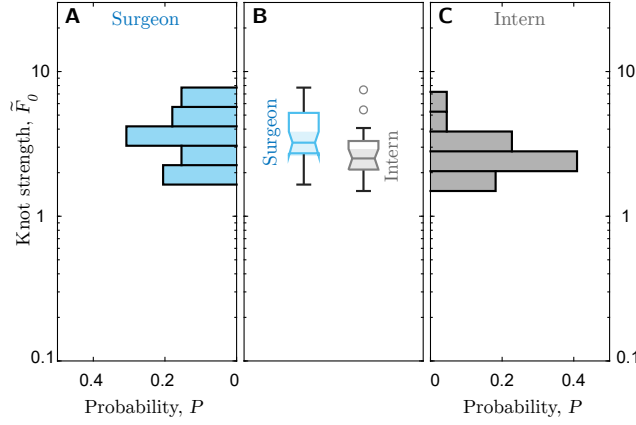 A
Surgeon
B
C
Intern
10
1
0.1
Knot strength, F̃₀
Surgeon
Intern
10
1
0.1
0.4
0.2
0
0
0.2
0.4
Probability, P
Probability, P